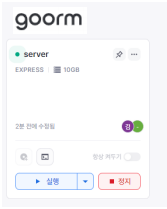 goorm
server
EXPRESS | 10GB
2분 전에 수정됨
항상 켜두기
실행
정지